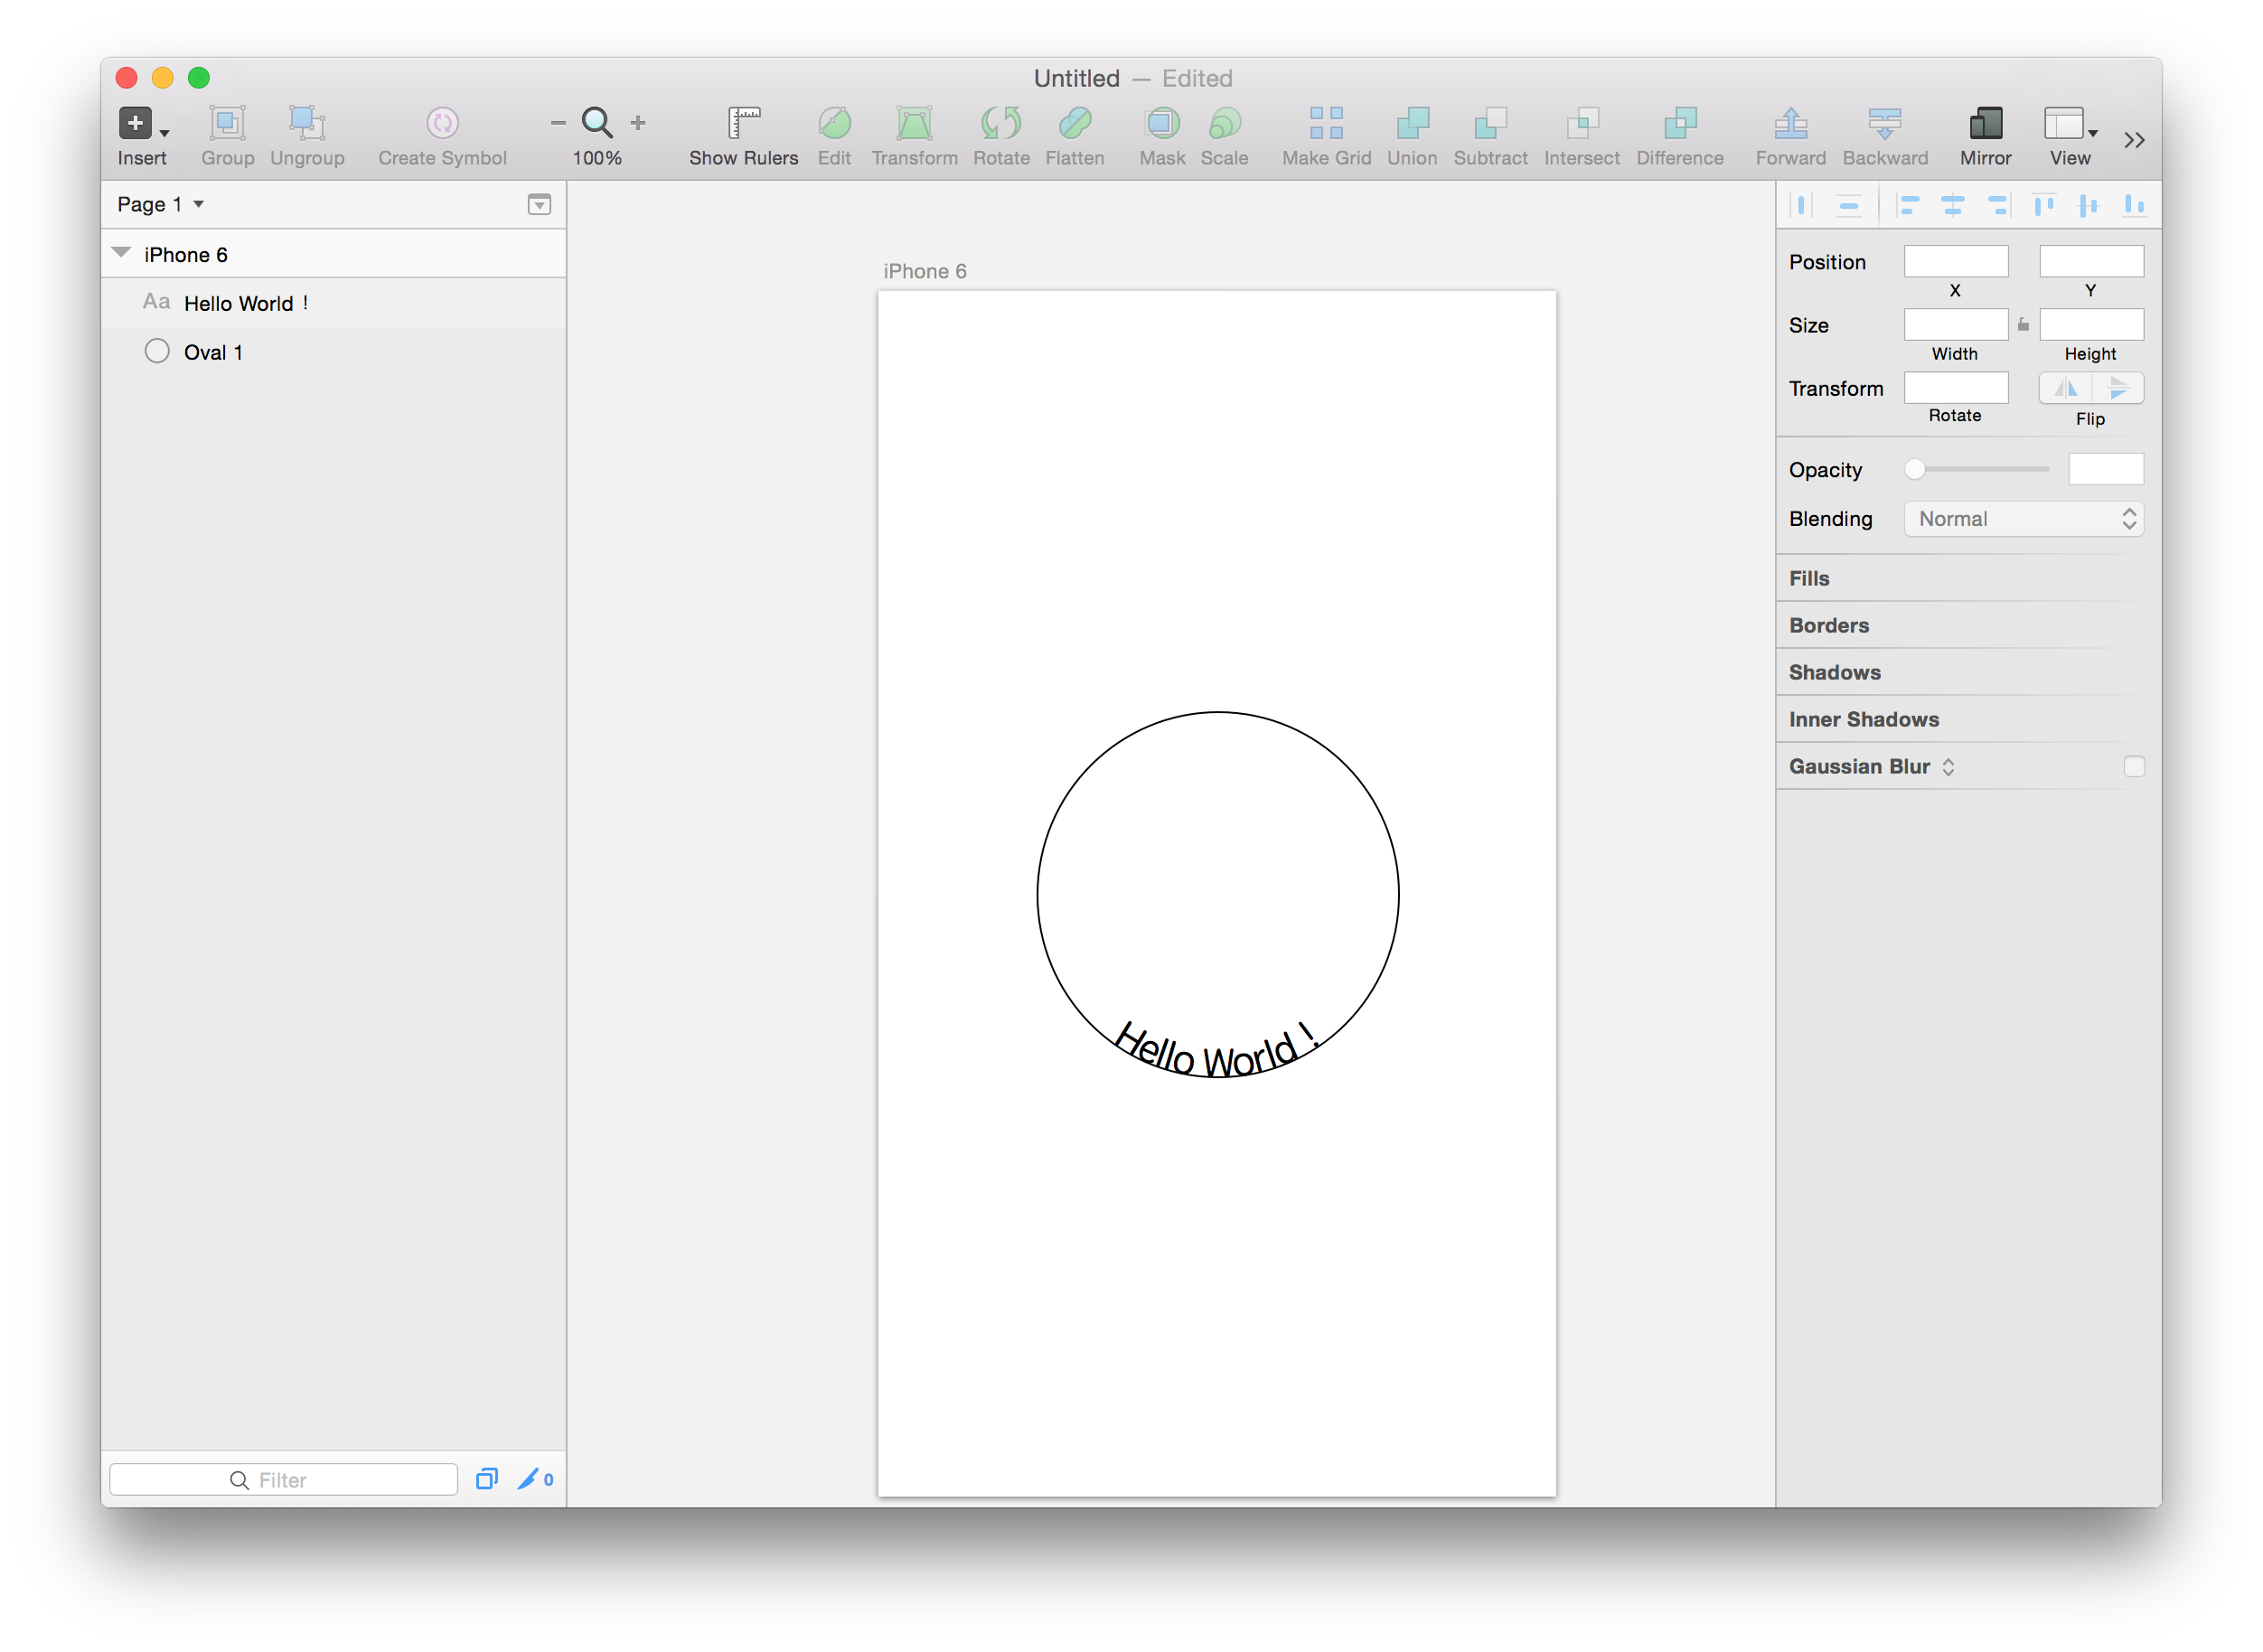 Untitled — Edited
Insert Group Ungroup Create Symbol 100% Show Rulers Edit Transform Rotate Flatten Mask Scale Make Grid Union Subtract Intersect Difference Forward Backward Mirror View
Page 1
iPhone 6
Aa Hello World !
Oval 1
Filter
0
iPhone 6
Hello World !
Position
X Y
Size
Width Height
Transform
Rotate Flip
Opacity
Blending Normal
Fills
Borders
Shadows
Inner Shadows
Gaussian Blur